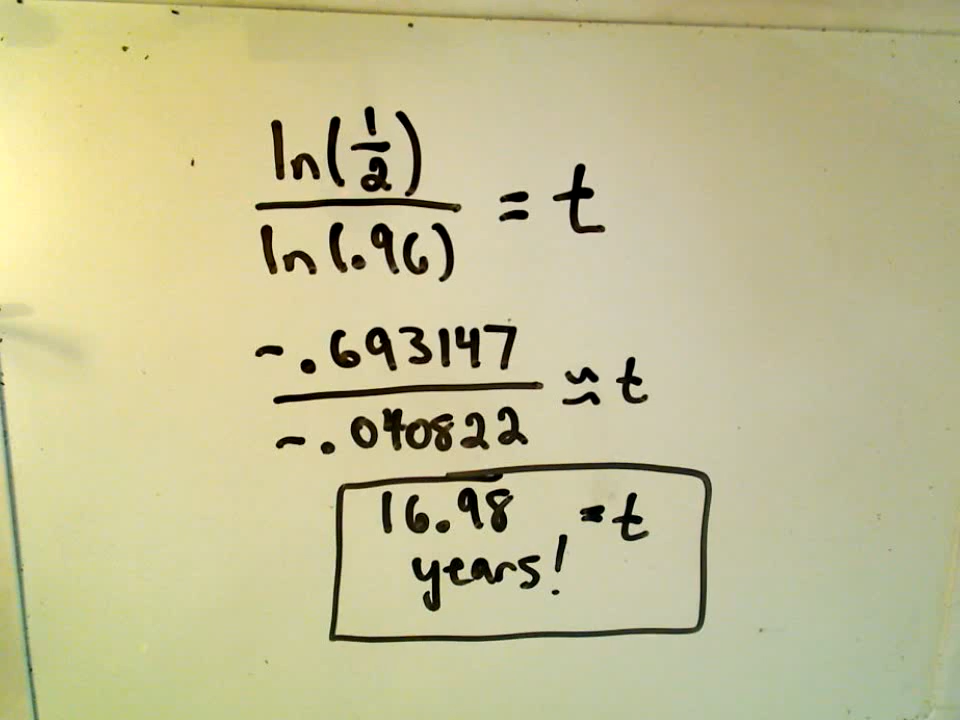 ln(1/2)
ln(.96) = t
-.693147
-.040822 ≈ t
16.98 = t
years!